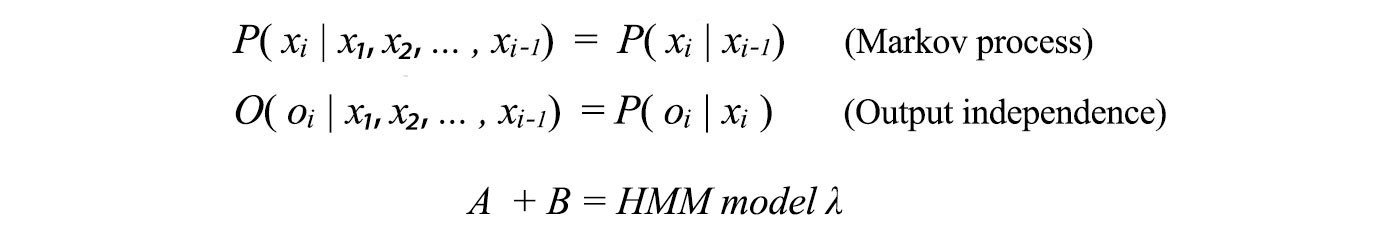 P( xᵢ | x₁, x₂, ... , xᵢ₋₁) = P( xᵢ | xᵢ₋₁) (Markov process)
O( oᵢ | x₁, x₂, ... , xᵢ₋₁) = P( oᵢ | xᵢ ) (Output independence)
A + B = HMM model λ